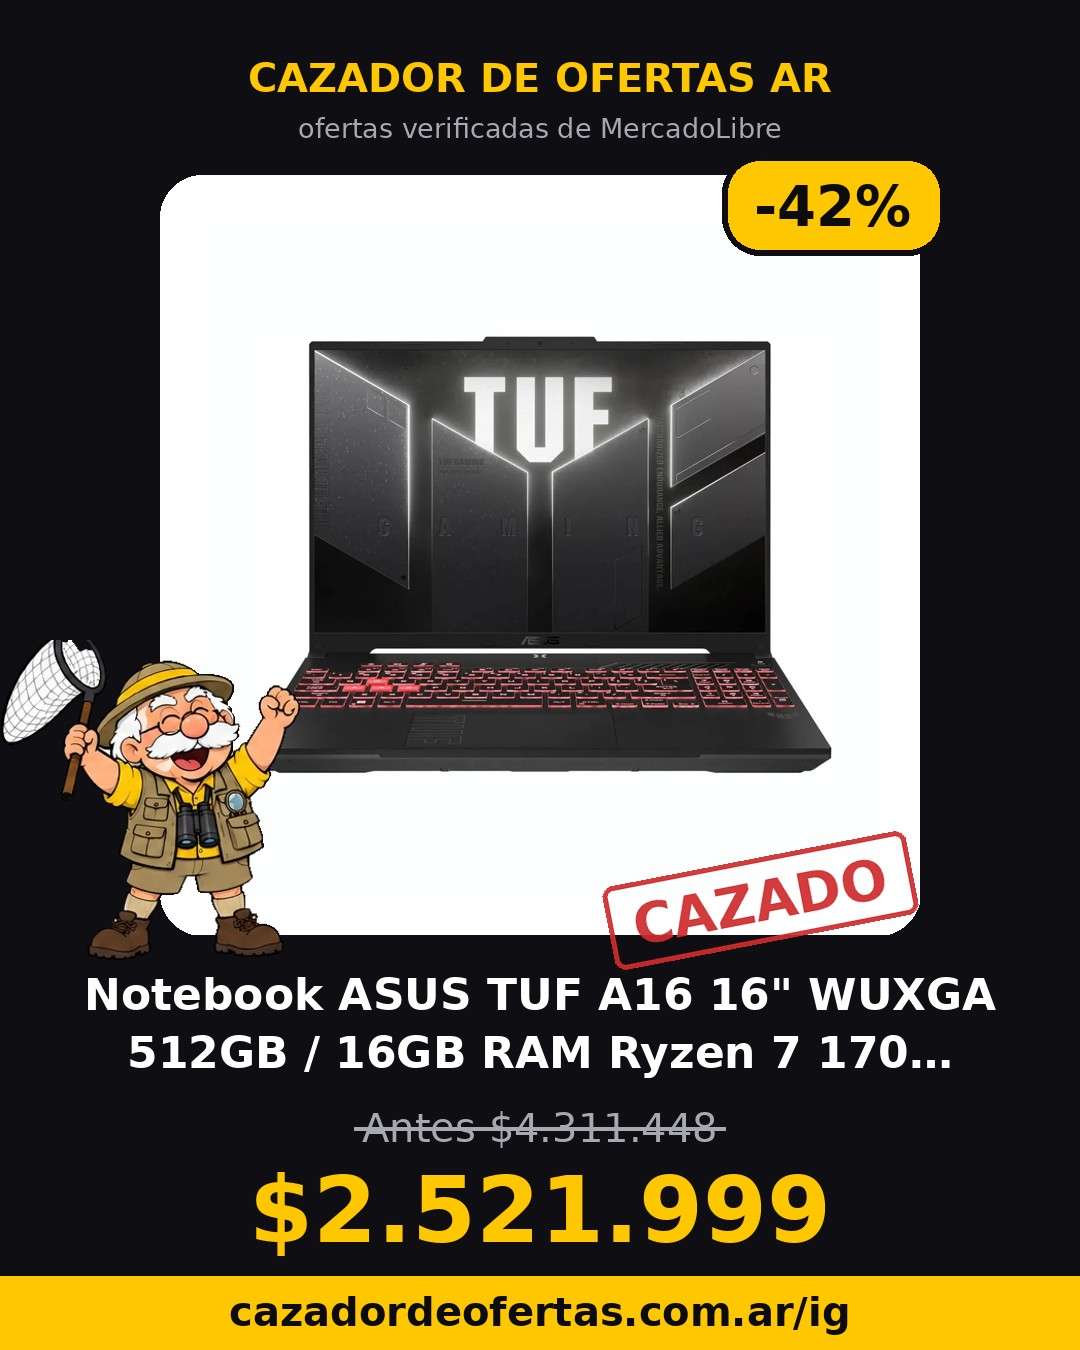 CAZADOR DE OFERTAS AR
ofertas verificadas de MercadoLibre
-42%
TUF
G A M I N G
ASUS
CAZADO
Notebook ASUS TUF A16 16" WUXGA
512GB / 16GB RAM Ryzen 7 170...
Antes $4.311.448
$2.521.999
cazadordeofertas.com.ar/ig